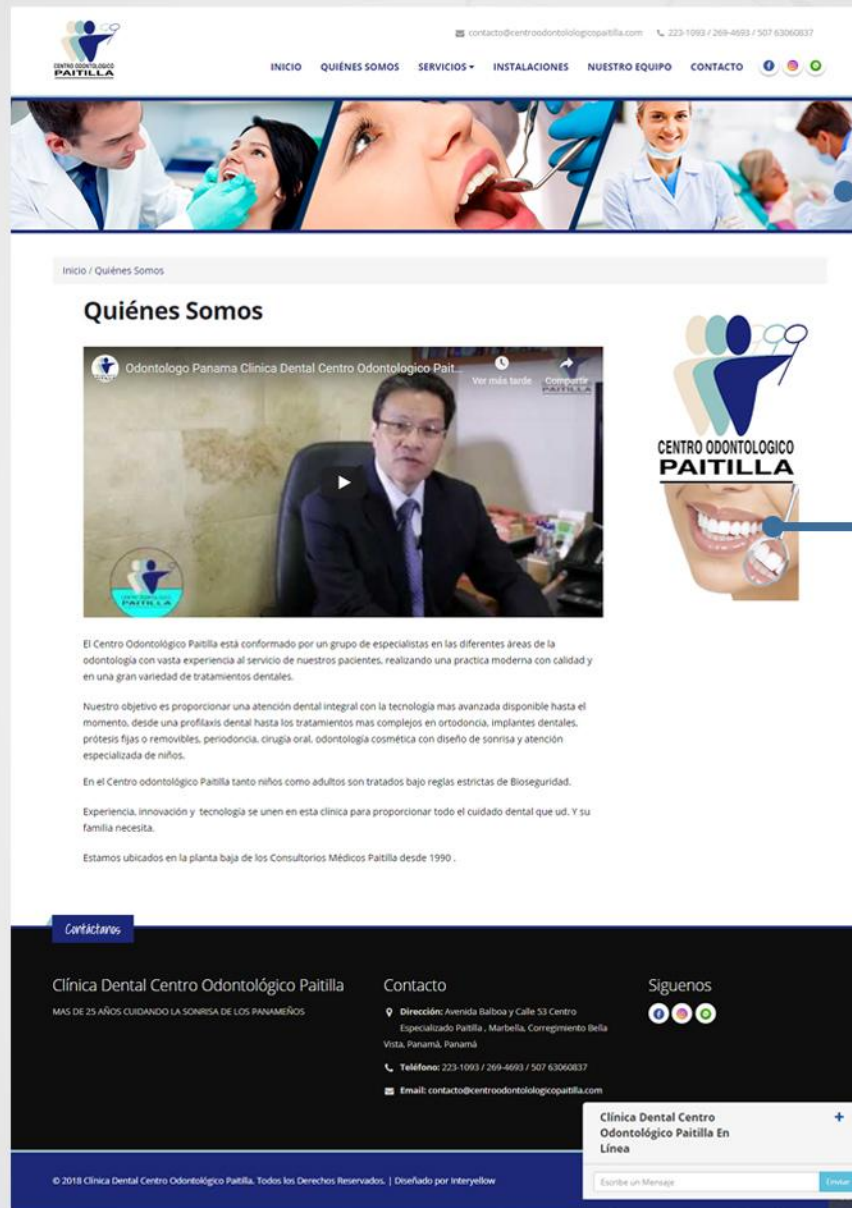 contacto@centroodontolologicopaitilla.com 223-1093 / 269-4693 / 507 63060837
CENTRO ODONTOLOGICO
PAITILLA
INICIO QUIÉNES SOMOS SERVICIOS INSTALACIONES NUESTRO EQUIPO CONTACTO
Inicio / Quiénes Somos
Quiénes Somos
Odontologo Panama Clinica Dental Centro Odontologico Pait...
Ver más tarde Compartir
PAITILLA
CENTRO ODONTOLOGICO
PAITILLA
CENTRO ODONTOLOGICO
PAITILLA
El Centro Odontológico Paitilla está conformado por un grupo de especialistas en las diferentes áreas de la
odontología con vasta experiencia al servicio de nuestros pacientes, realizando una practica moderna con calidad y
en una gran variedad de tratamientos dentales.
Nuestro objetivo es proporcionar una atención dental integral con la tecnología mas avanzada disponible hasta el
momento, desde una profilaxis dental hasta los tratamientos mas complejos en ortodoncia, implantes dentales,
prótesis fijas o removibles, periodoncia, cirugía oral, odontología cosmética con diseño de sonrisa y atención
especializada de niños.
En el Centro odontológico Paitilla tanto niños como adultos son tratados bajo reglas estrictas de Bioseguridad.
Experiencia, innovación y tecnología se unen en esta clínica para proporcionar todo el cuidado dental que ud. Y su
familia necesita.
Estamos ubicados en la planta baja de los Consultorios Médicos Paitilla desde 1990 .
Contáctanos
Clínica Dental Centro Odontológico Paitilla
MAS DE 25 AÑOS CUIDANDO LA SONRISA DE LOS PANAMEÑOS
Contacto
Dirección: Avenida Balboa y Calle 53 Centro
Especializado Paitilla , Marbella, Corregimiento Bella
Vista, Panamá, Panamá
Teléfono: 223-1093 / 269-4693 / 507 63060837
Email: contacto@centroodontolologicopaitilla.com
Siguenos
Clínica Dental Centro
Odontológico Paitilla En
Línea
+
Escribe un Mensaje Enviar
© 2018 Clínica Dental Centro Odontológico Paitilla. Todos los Derechos Reservados. | Diseñado por Interyellow